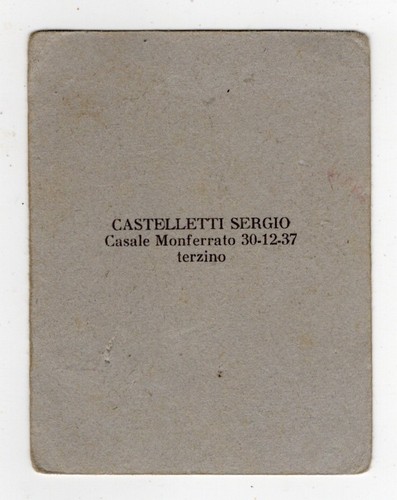 CASTELLETTI SERGIO
Casale Monferrato 30-12-37
terzino